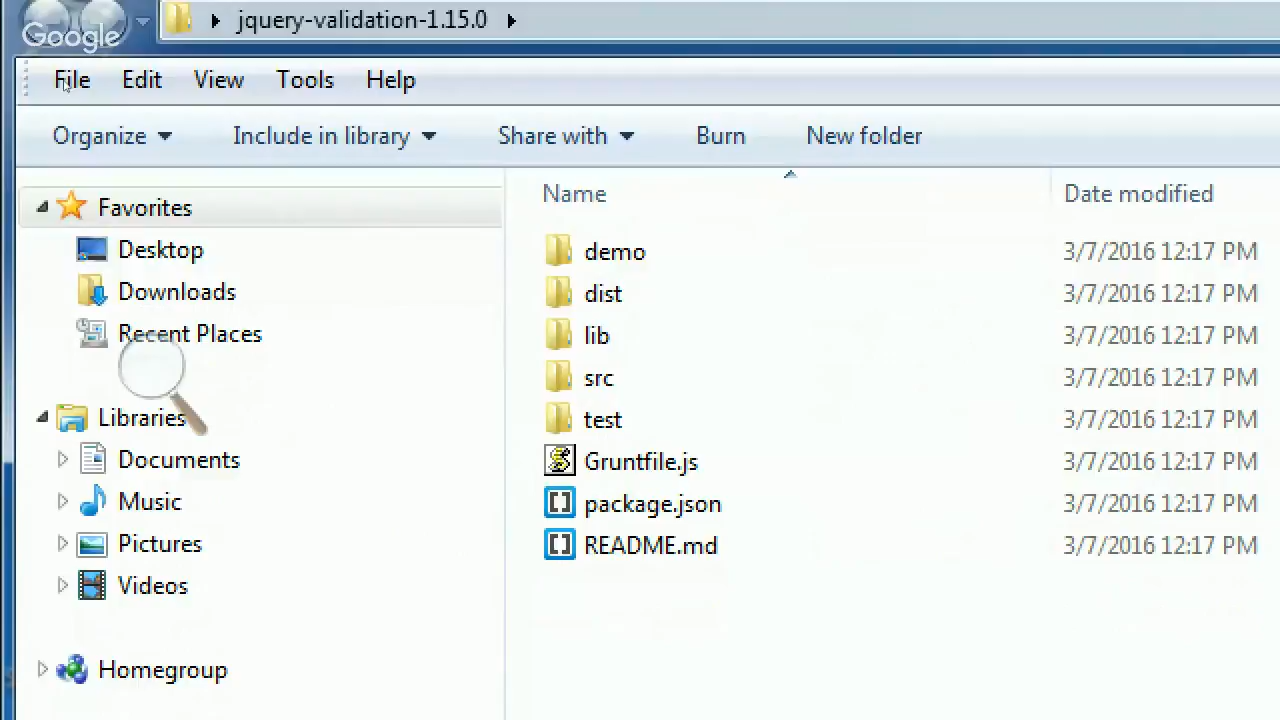 jquery-validation-1.15.0
Google
File Edit View Tools Help
Organize Include in library Share with Burn New folder
Favorites
Desktop
Downloads
Recent Places
Libraries
Documents
Music
Pictures
Videos
Homegroup
Name Date modified
demo 3/7/2016 12:17 PM
dist 3/7/2016 12:17 PM
lib 3/7/2016 12:17 PM
src 3/7/2016 12:17 PM
test 3/7/2016 12:17 PM
Gruntfile.js 3/7/2016 12:17 PM
package.json 3/7/2016 12:17 PM
README.md 3/7/2016 12:17 PM